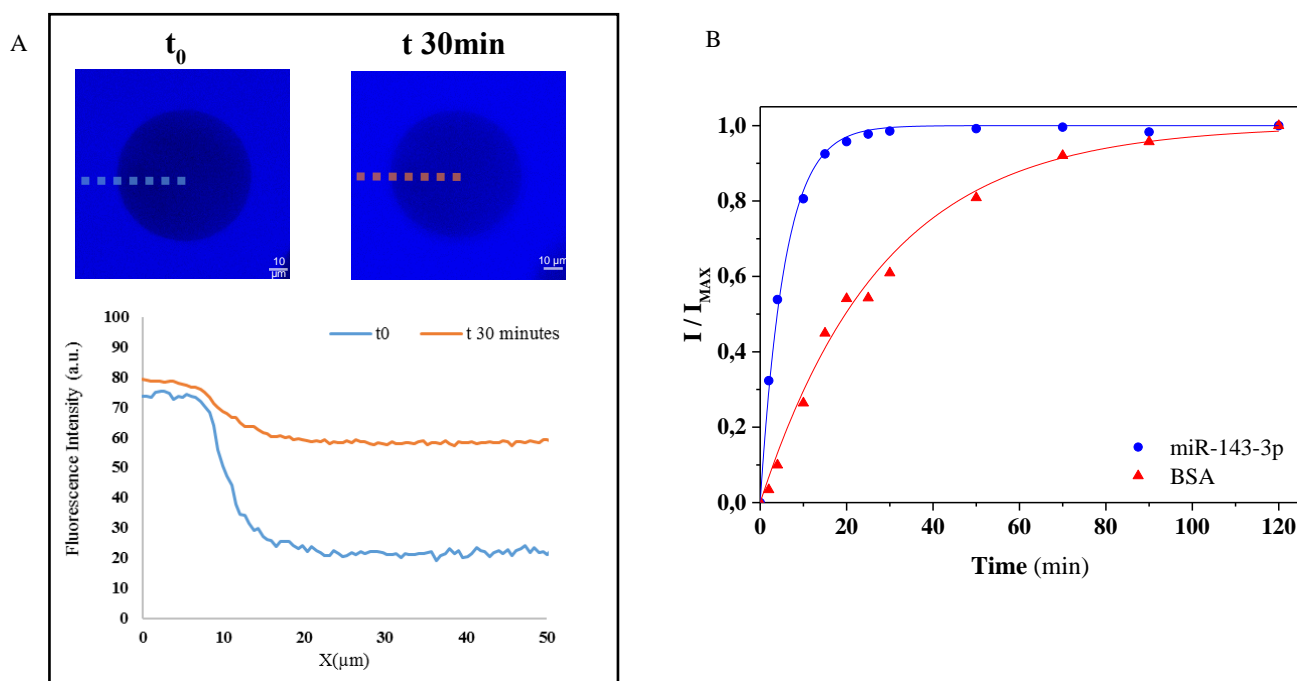 A
t0
t 30min
10
µm
10 µm
100
90
80
70
60
50
40
30
20
10
0
Fluorescence Intensity (a.u.)
t0
t 30 minutes
0
10
20
30
40
50
X(µm)
B
1,0
0,8
0,6
0,4
0,2
0,0
I / IMAX
miR-143-3p
BSA
0
20
40
60
80
100
120
Time (min)